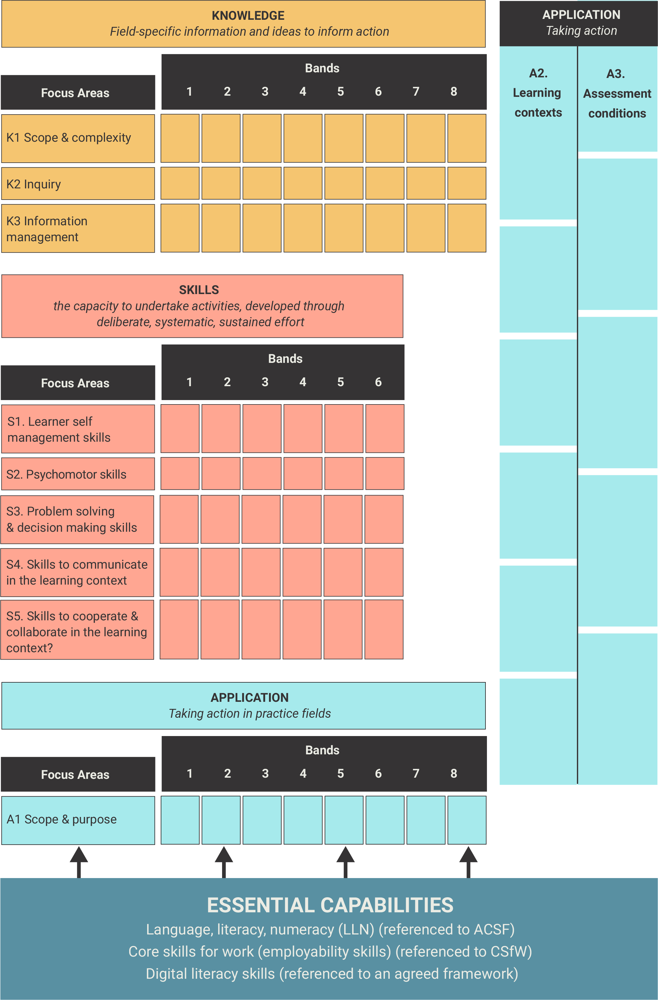 KNOWLEDGE
Field-specific information and ideas to inform action
Bands
Focus Areas
1 2 3 4 5 6 7 8
K1 Scope & complexity
K2 Inquiry
K3 Information
management
SKILLS
the capacity to undertake activities, developed through
deliberate, systematic, sustained effort
Bands
Focus Areas
1 2 3 4 5 6
S1. Learner self
management skills
S2. Psychomotor skills
S3. Problem solving
& decision making skills
S4. Skills to communicate
in the learning context
S5. Skills to cooperate &
collaborate in the learning
context?
APPLICATION
Taking action in practice fields
Bands
Focus Areas
1 2 3 4 5 6 7 8
A1 Scope & purpose
APPLICATION
Taking action
A2.
Learning
contexts
A3.
Assessment
conditions
ESSENTIAL CAPABILITIES
Language, literacy, numeracy (LLN) (referenced to ACSF)
Core skills for work (employability skills) (referenced to CSfW)
Digital literacy skills (referenced to an agreed framework)